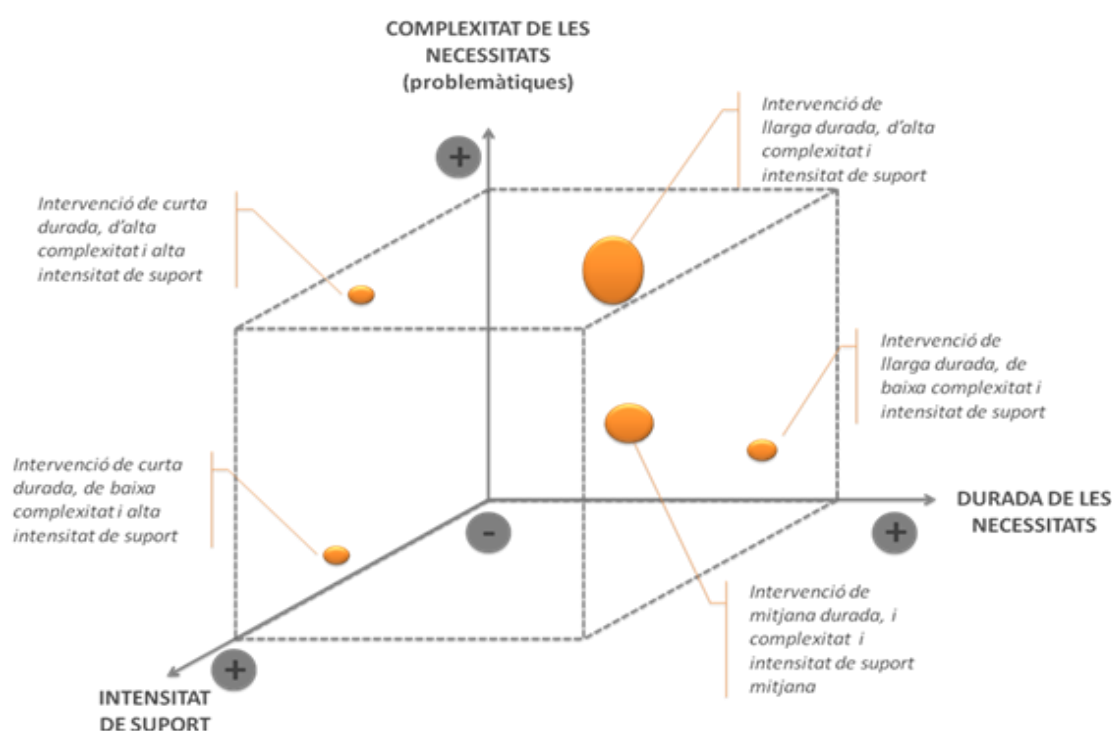 COMPLEXITAT DE LES
NECESSITATS
(problemàtiques)
+
Intervenció de
llarga durada, d'alta
complexitat i
intensitat de suport
Intervenció de curta
durada, d'alta
complexitat i alta
intensitat de suport
Intervenció de
llarga durada, de
baixa complexitat i
intensitat de suport
Intervenció de curta
durada, de baixa
complexitat i alta
intensitat de suport
-
+
DURADA DE LES
NECESSITATS
Intervenció de
mitjana durada, i
complexitat i
intensitat de suport
mitjana
+
INTENSITAT
DE SUPORT